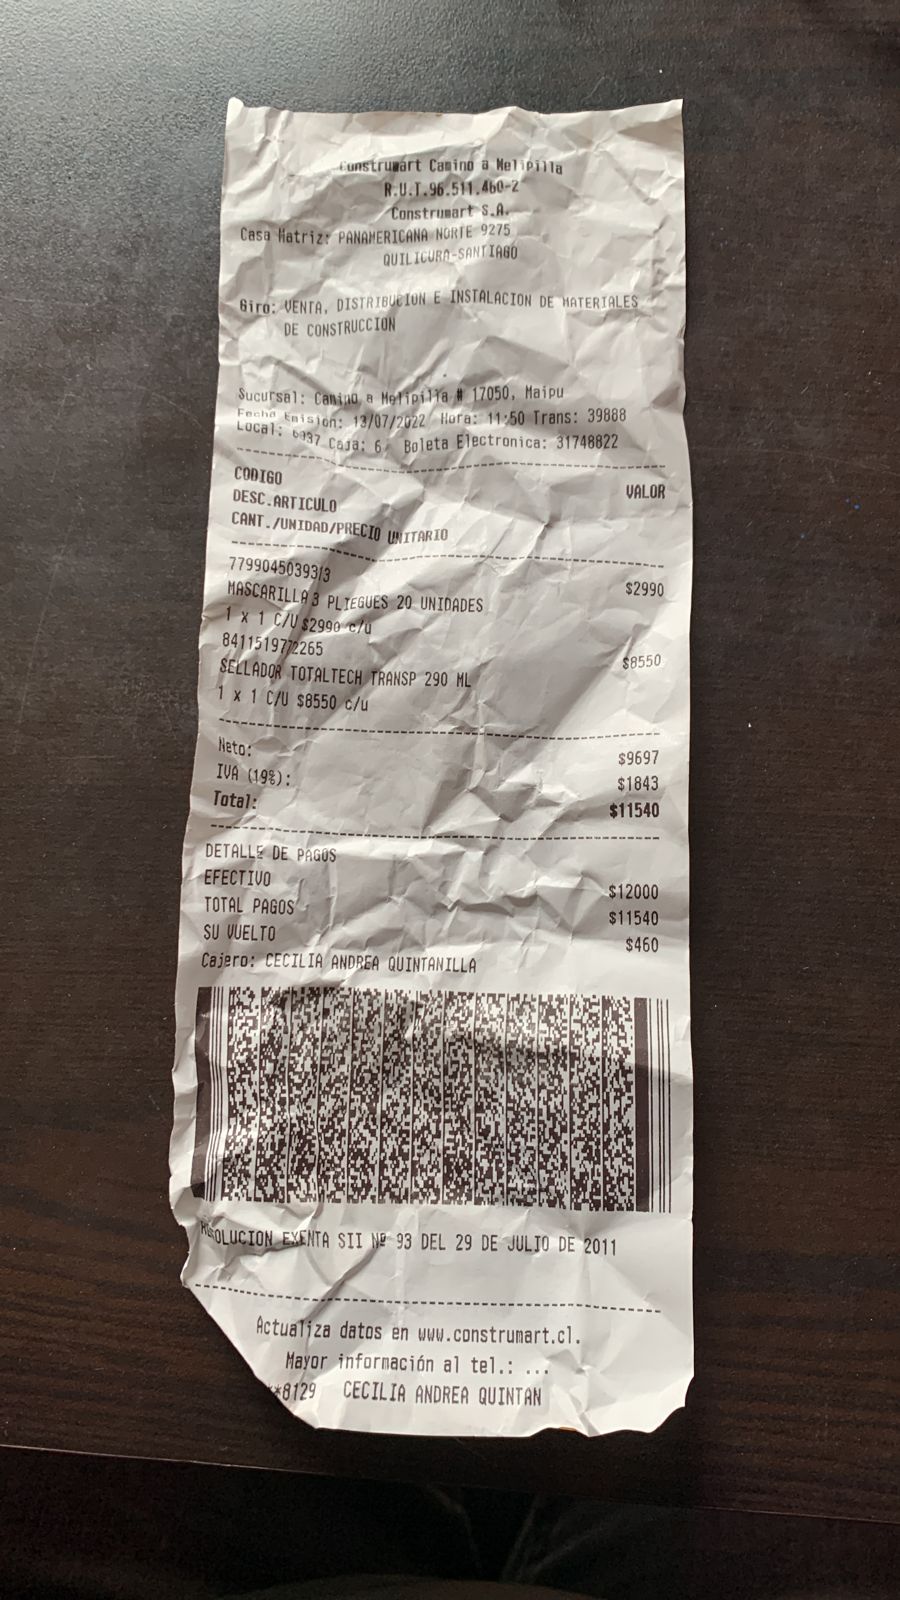 Construmart Camino a Melipilla
R.U.T.96.511.460-2
Construmart S.A.
Casa Matriz: PANAMERICANA NORTE 9275
QUILICURA-SANTIAGO
Giro: VENTA, DISTRIBUCION E INSTALACION DE MATERIALES
DE CONSTRUCCION
Sucursal: Camino a Melipilla # 17050, Maipu
Fecha Emision: 13/07/2022 Hora: 11:50 Trans: 39888
Local: Caja: 6 Boleta Electronica: 31748822
CODIGO VALOR
DESC.ARTICULO
CANT./UNIDAD/PRECIO UNITARIO
$2990
MASCARILLA 3 PLIEGUES 20 UNIDADES
1 x 1 C/U $2990 c/u
8411519772265 $8550
SELLADOR TOTALTECH TRANSP 290 ML
1 x 1 C/U $8550 c/u
Neto: $9697
IVA (19%): $1843
Total: $11540
DETALLE DE PAGOS
EFECTIVO $12000
TOTAL PAGOS $11540
SU VUELTO $460
Cajero: CECILIA ANDREA QUINTANILLA
RESOLUCION EXENTA SII Nº 93 DEL 29 DE JULIO DE 2011
Actualiza datos en www.construmart.cl.
Mayor información al tel.: ...
**8129 CECILIA ANDREA QUINTAN